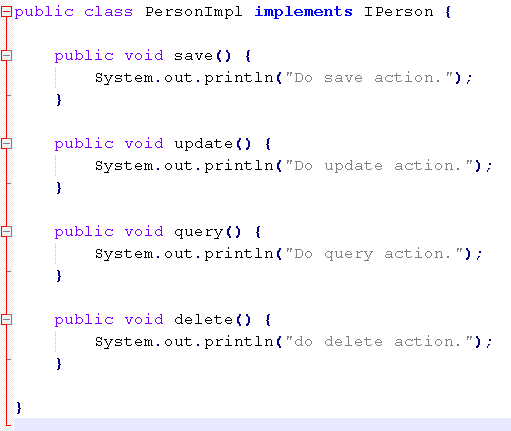 public class PersonImpl implements IPerson {
public void save() {
System.out.println("Do save action.");
}
public void update() {
System.out.println("Do update action.");
}
public void query() {
System.out.println("Do query action.");
}
public void delete() {
System.out.println("do delete action.");
}
}